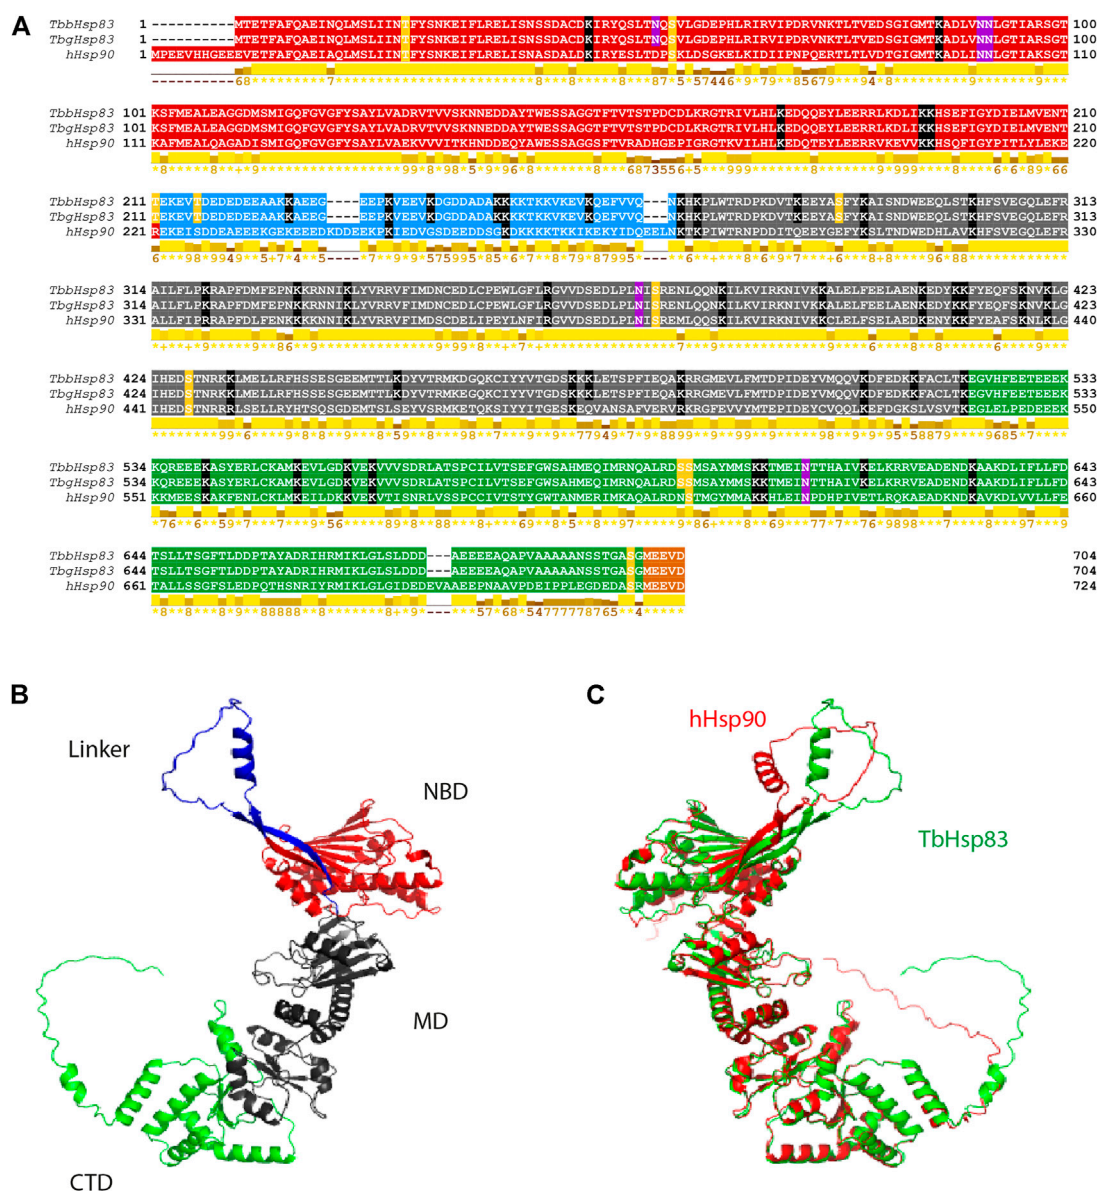 A
TbbHsp83 1 ----------MTETFAFQAEINQLMSLIINTFYSNKEIFLRELISNSSDACDKIRYQSLTNQSVLGDEPHLRIRVIPDRVNKTLTVEDSGIGMTKADLVNNLGTIARSGT 100
TbgHsp83 1 ----------MTETFAFQAEINQLMSLIINTFYSNKEIFLRELISNSSDACDKIRYQSLTNQSVLGDEPHLRIRVIPDRVNKTLTVEDSGIGMTKADLVNNLGTIARSGT 100
hHsp90 1 MPEEVHHGEEEVETFAFQAEINQLMSLIINTFYSNKEIFLRELISNSSDALDKIRYESLTDPSKLDSGKELKIDIIPNPQERTLTLVDTGIGMTKADLINNLGTIAKSGT 110
TbbHsp83 101 KSFMEALEAGGDMSMIGQFGVGFYSAYLVADRVTVVSKNNEDDAYTWESSAGGTFTVTSTPDCDLKRGTRIVLHLKEDQQEYLEERRLKDLIKKHSEFIGYDIELMVENT 210
TbgHsp83 101 KSFMEALEAGGDMSMIGQFGVGFYSAYLVADRVTVVSKNNEDDAYTWESSAGGTFTVTSTPDCDLKRGTRIVLHLKEDQQEYLEERRLKDLIKKHSEFIGYDIELMVENT 210
hHsp90 111 KAFMEALQAGADISMIGQFGVGFYSAYLVAEKVVVITKHNDDEQYAWESSAGGSFTVRADHGEPIGRGTKVILHLKEDQTEYLEERRVKEVVKKHSQFIGYPITLYLEKE 220
TbbHsp83 211 TEKEVTDEDEDEEAAKKAEEG----EEPKVEEVKDGDDADAKKKKTKKVKEVKQEFVVQ---NKHKPLWTRDPKDVTKEEYASFYKAISNDWEEQLSTKHFSVEGQLEFR 313
TbgHsp83 211 TEKEVTDEDEDEEAAKKAEEG----EEPKVEEVKDGDDADAKKKKTKKVKEVKQEFVVQ---NKHKPLWTRDPKDVTKEEYASFYKAISNDWEEQLSTKHFSVEGQLEFR 313
hHsp90 221 REKEISDDEAEEEKGEKEEEDKDDEEKPKIEDVGSDEEDDSGKDKKKKTKKIKEKYIDQEELNKTKPIWTRNPDDITQEEYGEFYKSLTNDWEDHLAVKHFSVEGQLEFR 330
TbbHsp83 314 AILFLPKRAPFDMFEPNKKRNNIKLYVRRVFIMDNCEDLCPEWLGFLRGVVDSEDLPLNISRENLQQNKILKVIRKNIVKKALELFEELAENKEDYKKFYEQFSKNVKLG 423
TbgHsp83 314 AILFLPKRAPFDMFEPNKKRNNIKLYVRRVFIMDNCEDLCPEWLGFLRGVVDSEDLPLNISRENLQQNKILKVIRKNIVKKALELFEELAENKEDYKKFYEQFSKNVKLG 423
hHsp90 331 ALLFIPRRAPFDLFENKKKKNNIKLYVRRVFIMDSCDELIPEYLNFIRGVVDSEDLPLNISREMLQQSKILKVIRKNIVKKCLELFSELAEDKENYKKFYEAFSKNLKLG 440
TbbHsp83 424 IHEDSTNRKKLMELLRFHSSESGEEMTTLKDYVTRMKDGQKCIYYVTGDSKKKLETSPFIEQAKRRGMEVLFMTDPIDEYVMQQVKDFEDKKFACLTKEGVHFEETEEEK 533
TbgHsp83 424 IHEDSTNRKKLMELLRFHSSESGEEMTTLKDYVTRMKDGQKCIYYVTGDSKKKLETSPFIEQAKRRGMEVLFMTDPIDEYVMQQVKDFEDKKFACLTKEGVHFEETEEEK 533
hHsp90 441 IHEDSTNRRRLSELLRYHTSQSGDEMTSLSEYVSRMKETQKSIYYITGESKEQVANSAFVERVRKRGFEVVYMTEPIDEYCVQQLKEFDGKSLVSVTKEGLELPEDEEEK 550
TbbHsp83 534 KQREEEKASYERLCKAMKEVLGDKVEKVVVSDRLATSPCILVTSEFGWSAHMEQIMRNQALRDSSMSAYMMSKKTMEINTTHAIVKELKRRVEADENDKAAKDLIFLLFD 643
TbgHsp83 534 KQREEEKASYERLCKAMKEVLGDKVEKVVVSDRLATSPCILVTSEFGWSAHMEQIMRNQALRDSSMSAYMMSKKTMEINTTHAIVKELKRRVEADENDKAAKDLIFLLFD 643
hHsp90 551 KKMEESKAKFENLCKLMKEILDKKVEKVTISNRLVSSPCCIVTSTYGWTANMERIMKAQALRDNSTMGYMMAKKHLEINPDHPIVETLRQKAEADKNDKAVKDLVVLLFE 660
TbbHsp83 644 TSLLTSGFTLDDPTAYADRIHRMIKLGLSLDDD---AEEEEAQAPVAAAAANSSTGASGMEEVD 704
TbgHsp83 644 TSLLTSGFTLDDPTAYADRIHRMIKLGLSLDDD---AEEEEAQAPVAAAAANSSTGASGMEEVD 704
hHsp90 661 TALLSSGFSLEDPQTHSNRIYRMIKLGLGIDEDEVAAEEPNAAVPDEIPPLEGDEDASRMEEVD 724
B
Linker
NBD
MD
CTD
C
hHsp90
TbHsp83